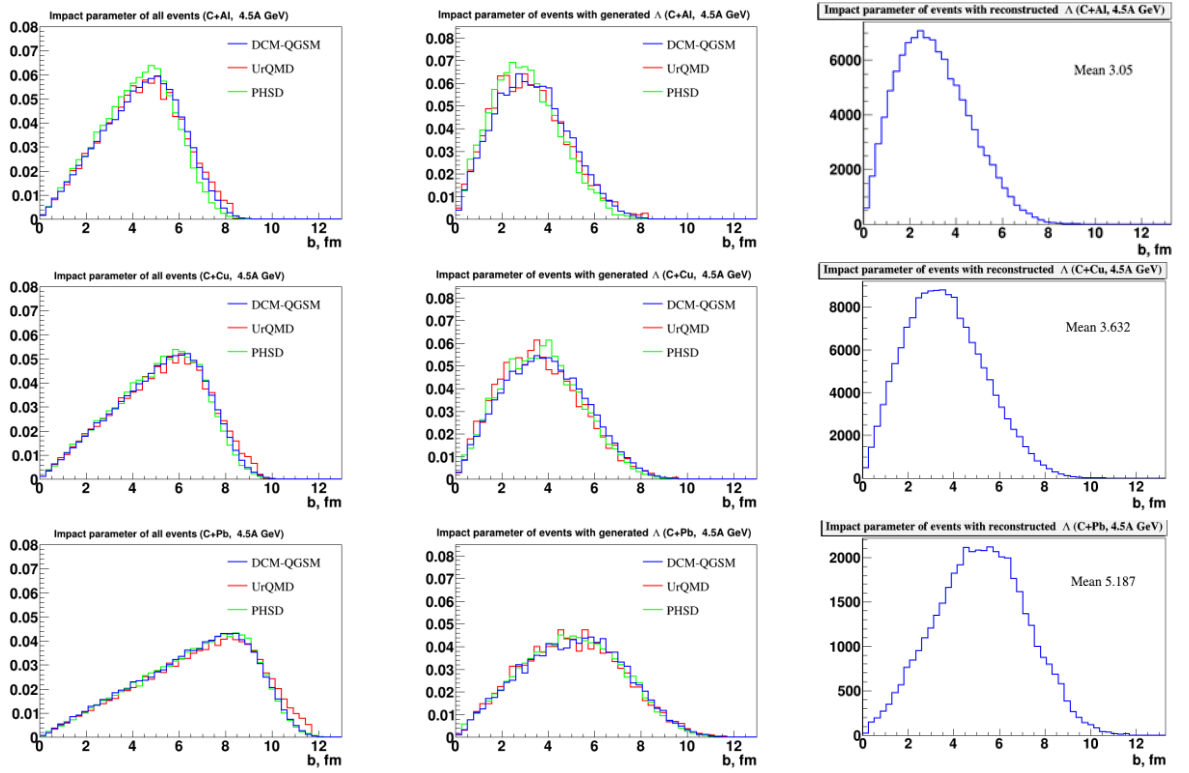 Impact parameter of all events (C+Al, 4.5A GeV)
0.08
0.07
0.06
0.05
0.04
0.03
0.02
0.01
0
DCM-QGSM
UrQMD
PHSD
0 2 4 6 8 10 12
b, fm
Impact parameter of events with generated Λ (C+Al, 4.5A GeV)
0.08
0.07
0.06
0.05
0.04
0.03
0.02
0.01
0
DCM-QGSM
UrQMD
PHSD
0 2 4 6 8 10 12
b, fm
Impact parameter of events with reconstructed Λ (C+Al, 4.5A GeV)
6000
4000
2000
0
Mean 3.05
0 2 4 6 8 10 12
b, fm
Impact parameter of all events (C+Cu, 4.5A GeV)
0.08
0.07
0.06
0.05
0.04
0.03
0.02
0.01
0
DCM-QGSM
UrQMD
PHSD
0 2 4 6 8 10 12
b, fm
Impact parameter of events with generated Λ (C+Cu, 4.5A GeV)
0.08
0.07
0.06
0.05
0.04
0.03
0.02
0.01
0
DCM-QGSM
UrQMD
PHSD
0 2 4 6 8 10 12
b, fm
Impact parameter of events with reconstructed Λ (C+Cu, 4.5A GeV)
8000
6000
4000
2000
0
Mean 3.632
0 2 4 6 8 10 12
b, fm
Impact parameter of all events (C+Pb, 4.5A GeV)
0.08
0.07
0.06
0.05
0.04
0.03
0.02
0.01
0
DCM-QGSM
UrQMD
PHSD
0 2 4 6 8 10 12
b, fm
Impact parameter of events with generated Λ (C+Pb, 4.5A GeV)
0.08
0.07
0.06
0.05
0.04
0.03
0.02
0.01
0
DCM-QGSM
UrQMD
PHSD
0 2 4 6 8 10 12
b, fm
Impact parameter of events with reconstructed Λ (C+Pb, 4.5A GeV)
2000
1500
1000
500
0
Mean 5.187
0 2 4 6 8 10 12
b, fm